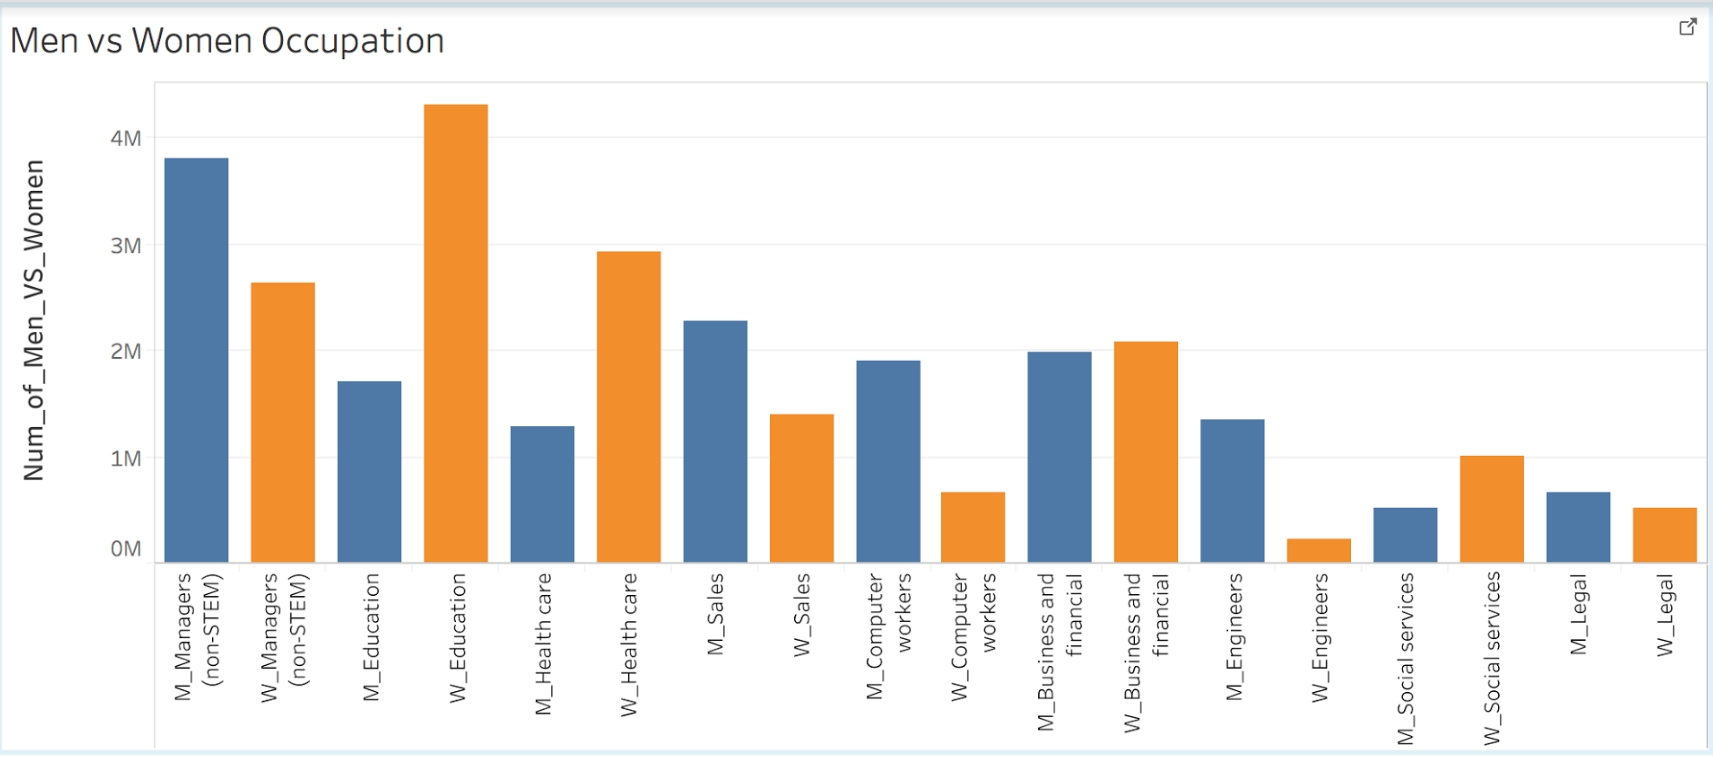 Men vs Women Occupation
Num_of_Men_VS_Women
4M
3M
2M
1M
0M
M_Managers
(non-STEM)
W_Managers
(non-STEM)
M_Education
W_Education
M_Health care
W_Health care
M_Sales
W_Sales
M_Computer
workers
W_Computer
workers
M_Business and
financial
W_Business and
financial
M_Engineers
W_Engineers
M_Social services
W_Social services
M_Legal
W_Legal